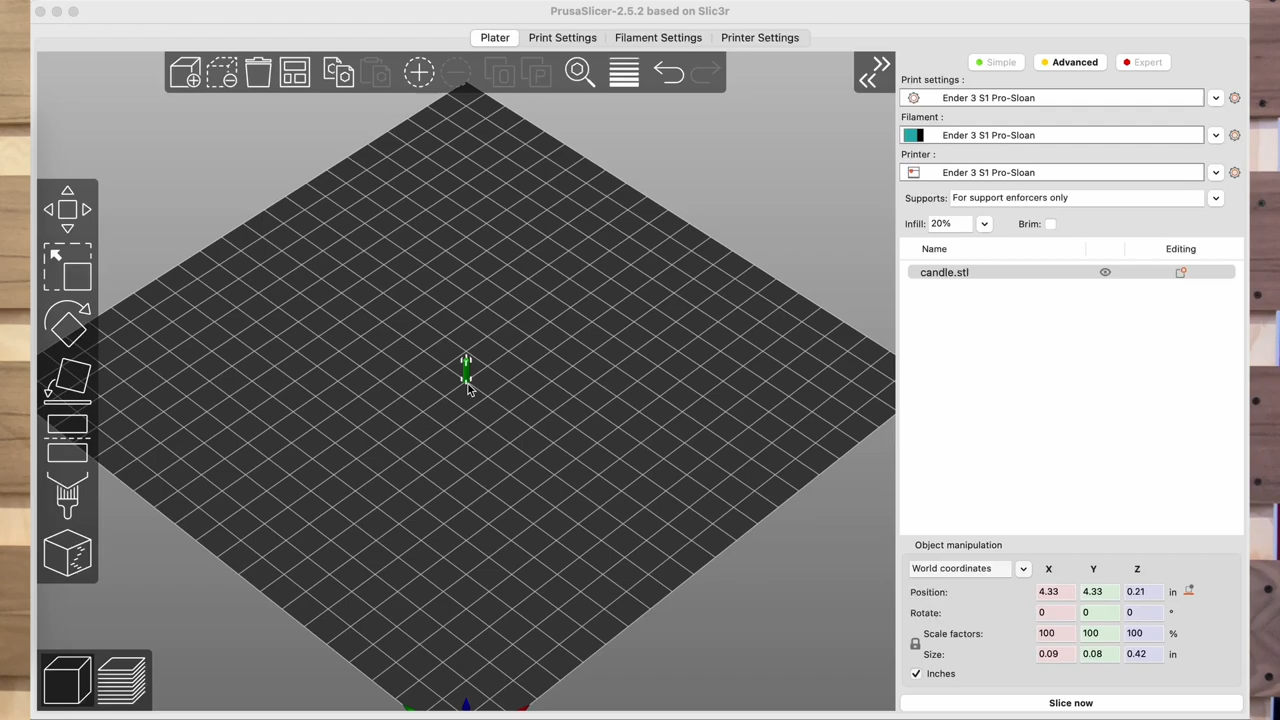 PrusaSlicer-2.5.2 based on Slic3r
Plater Print Settings Filament Settings Printer Settings
Simple Advanced Expert
Print settings :
Ender 3 S1 Pro-Sloan
Filament :
Ender 3 S1 Pro-Sloan
Printer :
Ender 3 S1 Pro-Sloan
Supports: For support enforcers only
Infill: 20% Brim:
Name Editing
candle.stl
Object manipulation
World coordinates X Y Z
Position: 4.33 4.33 0.21 in
Rotate: 0 0 0 °
Scale factors: 100 100 100 %
Size: 0.09 0.08 0.42 in
Inches
Slice now